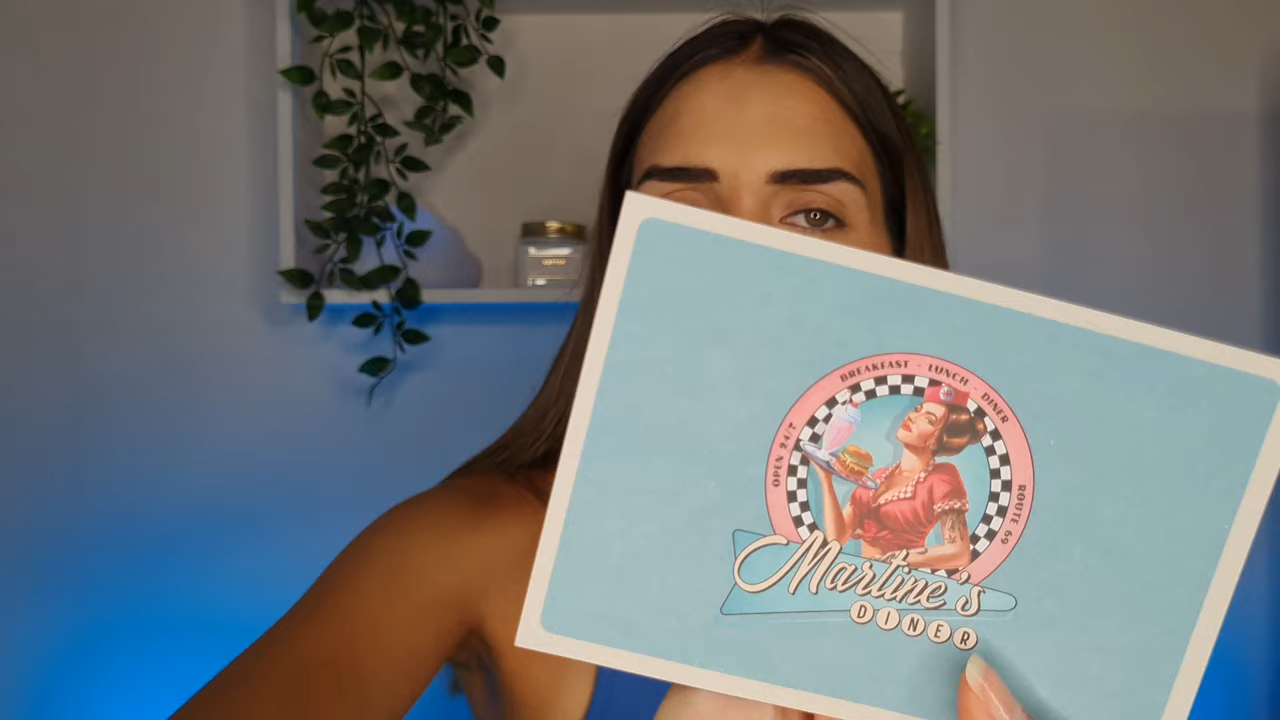 OPEN 24/7 BREAKFAST - LUNCH - DINER ROUTE 69
Martine's
DINER